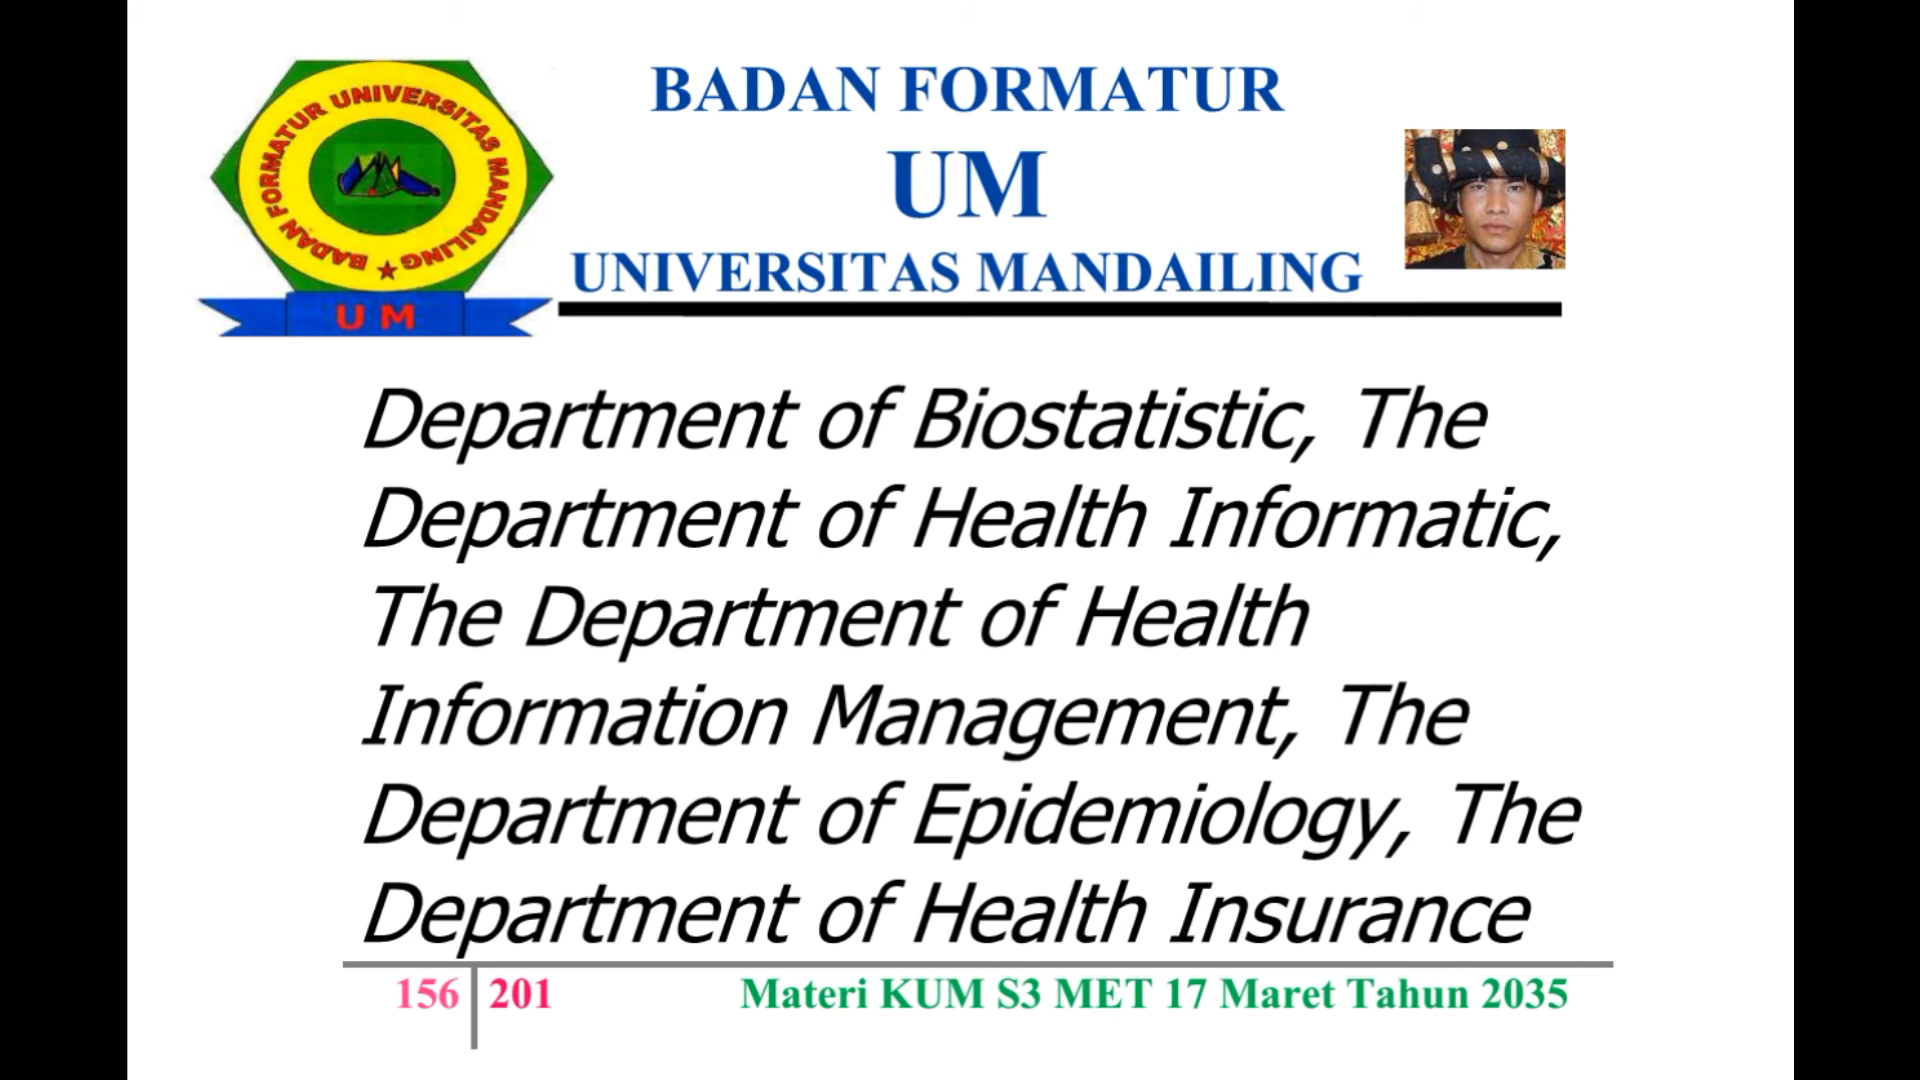 BADAN FORMATUR UNIVERSITAS MANDAILING
U M
BADAN FORMATUR
UM
UNIVERSITAS MANDAILING
Department of Biostatistic, The
Department of Health Informatic,
The Department of Health
Information Management, The
Department of Epidemiology, The
Department of Health Insurance
156 201 Materi KUM S3 MET 17 Maret Tahun 2035